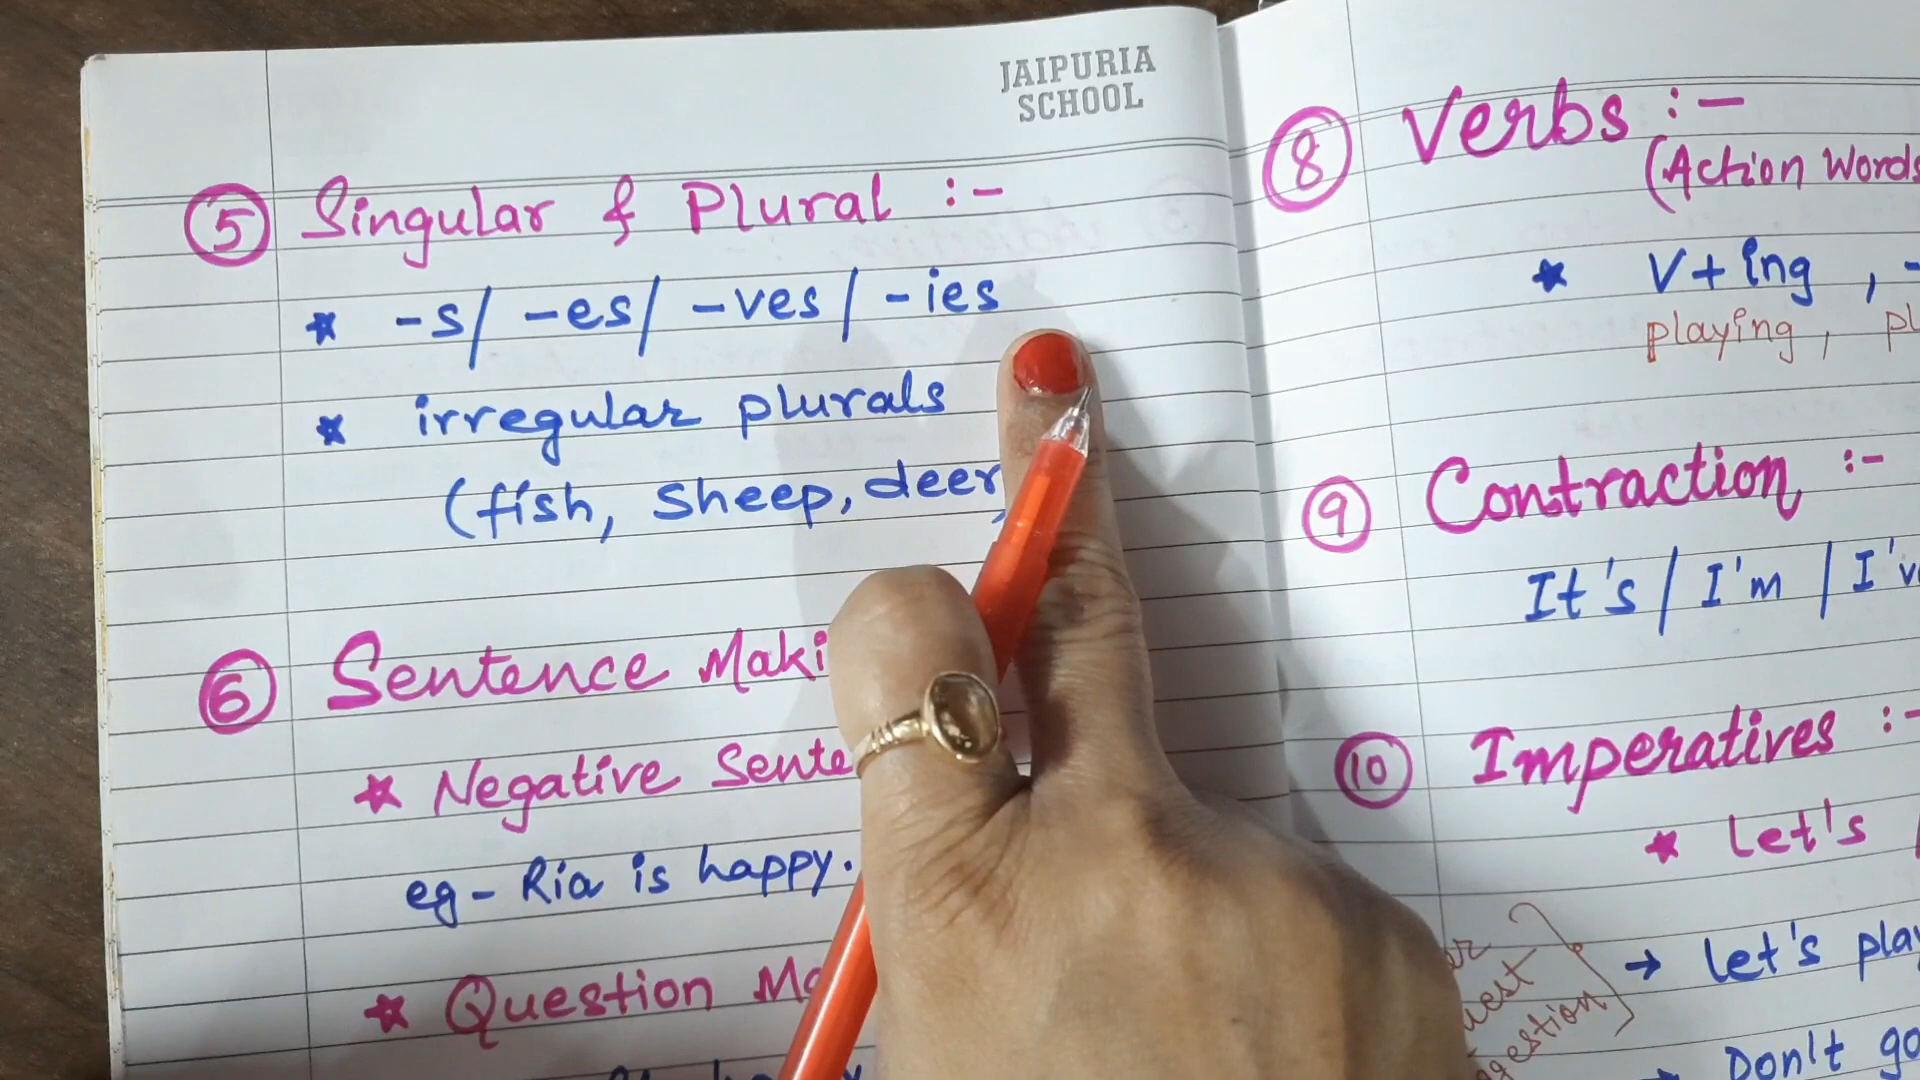 JAIPURIA
SCHOOL
⑤ Singular & Plural :-
* -s/ -es/ -ves / -ies
* irregular plurals
(fish, sheep, deer,
⑥ Sentence Maki
* Negative Sente
eg - Ria is happy.
* Question Ma
⑧ Verbs :-
(Action Words
* V+ing , -
playing, pl
⑨ Contraction :-
It's / I'm / I'v
⑩ Imperatives :-
* Let's
→ Let's play
Don't go